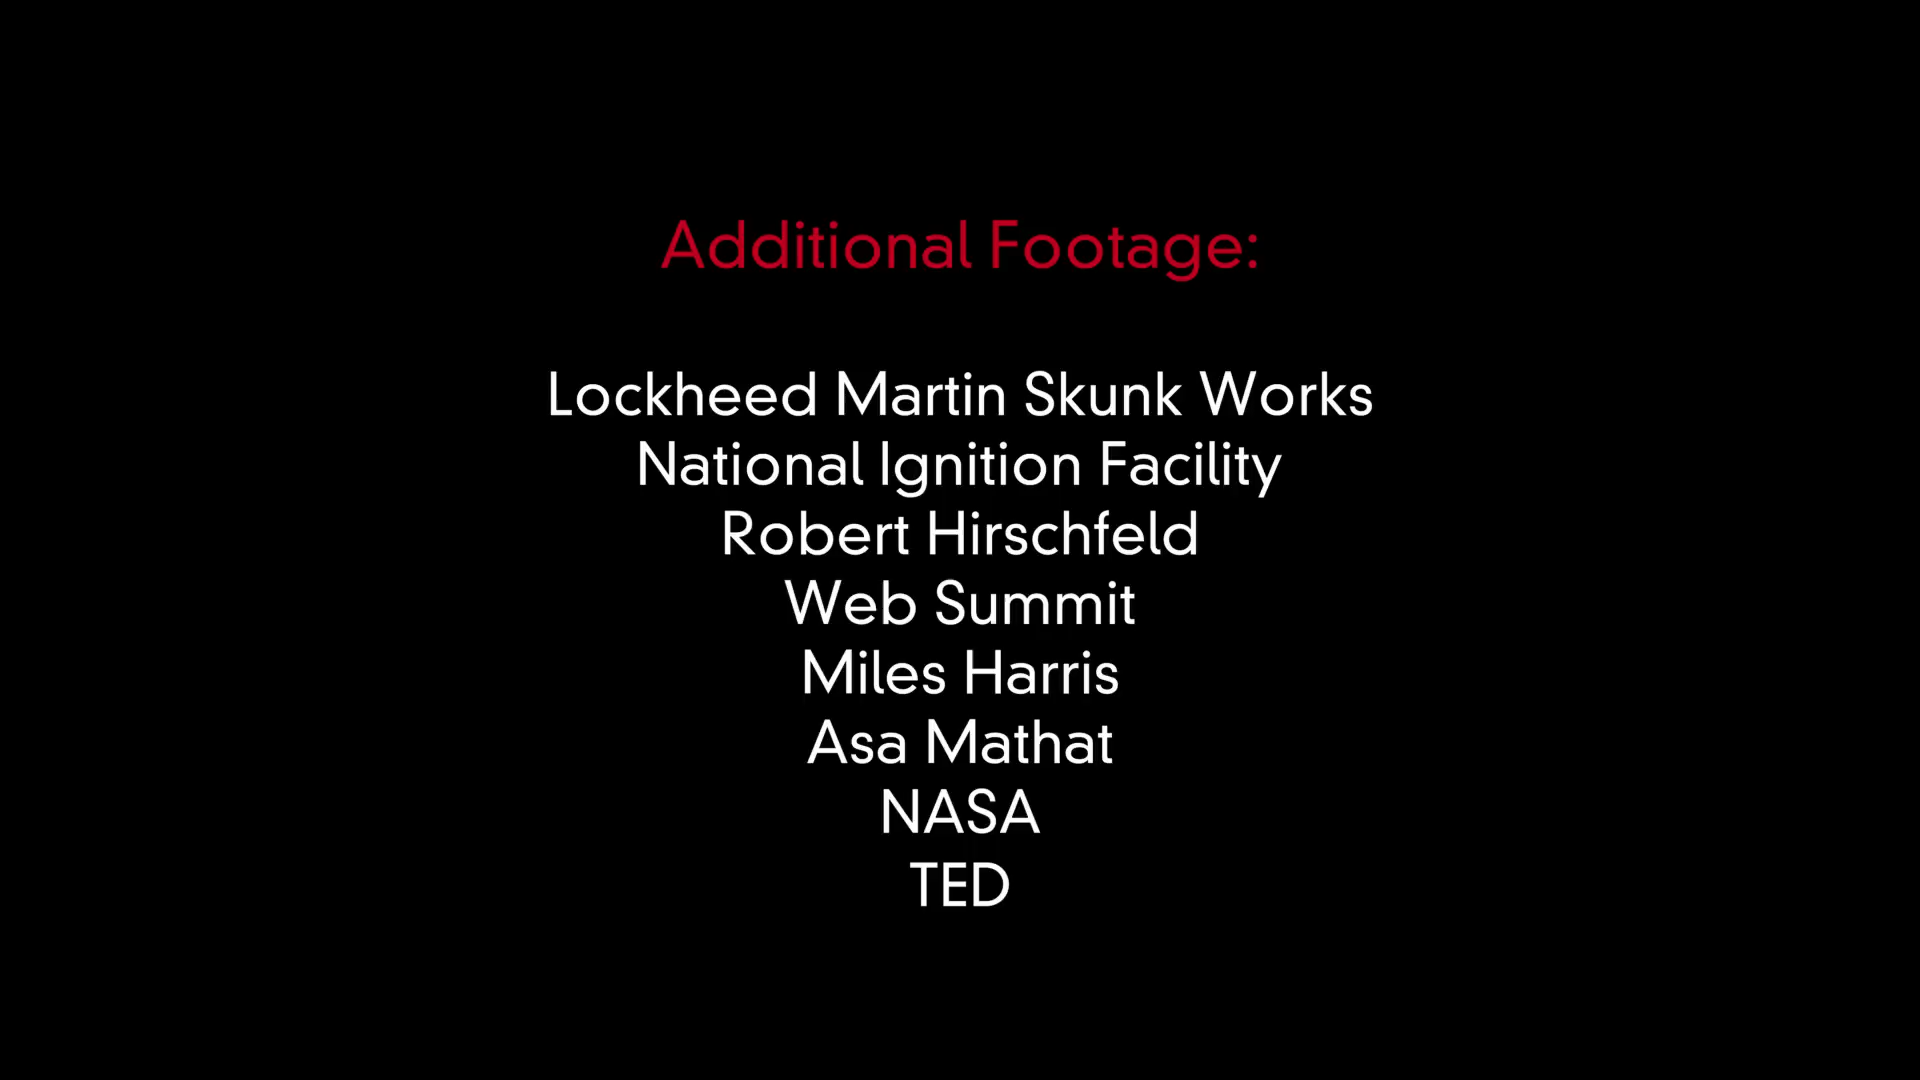 Additional Footage:
Lockheed Martin Skunk Works
National Ignition Facility
Robert Hirschfeld
Web Summit
Miles Harris
Asa Mathat
NASA
TED